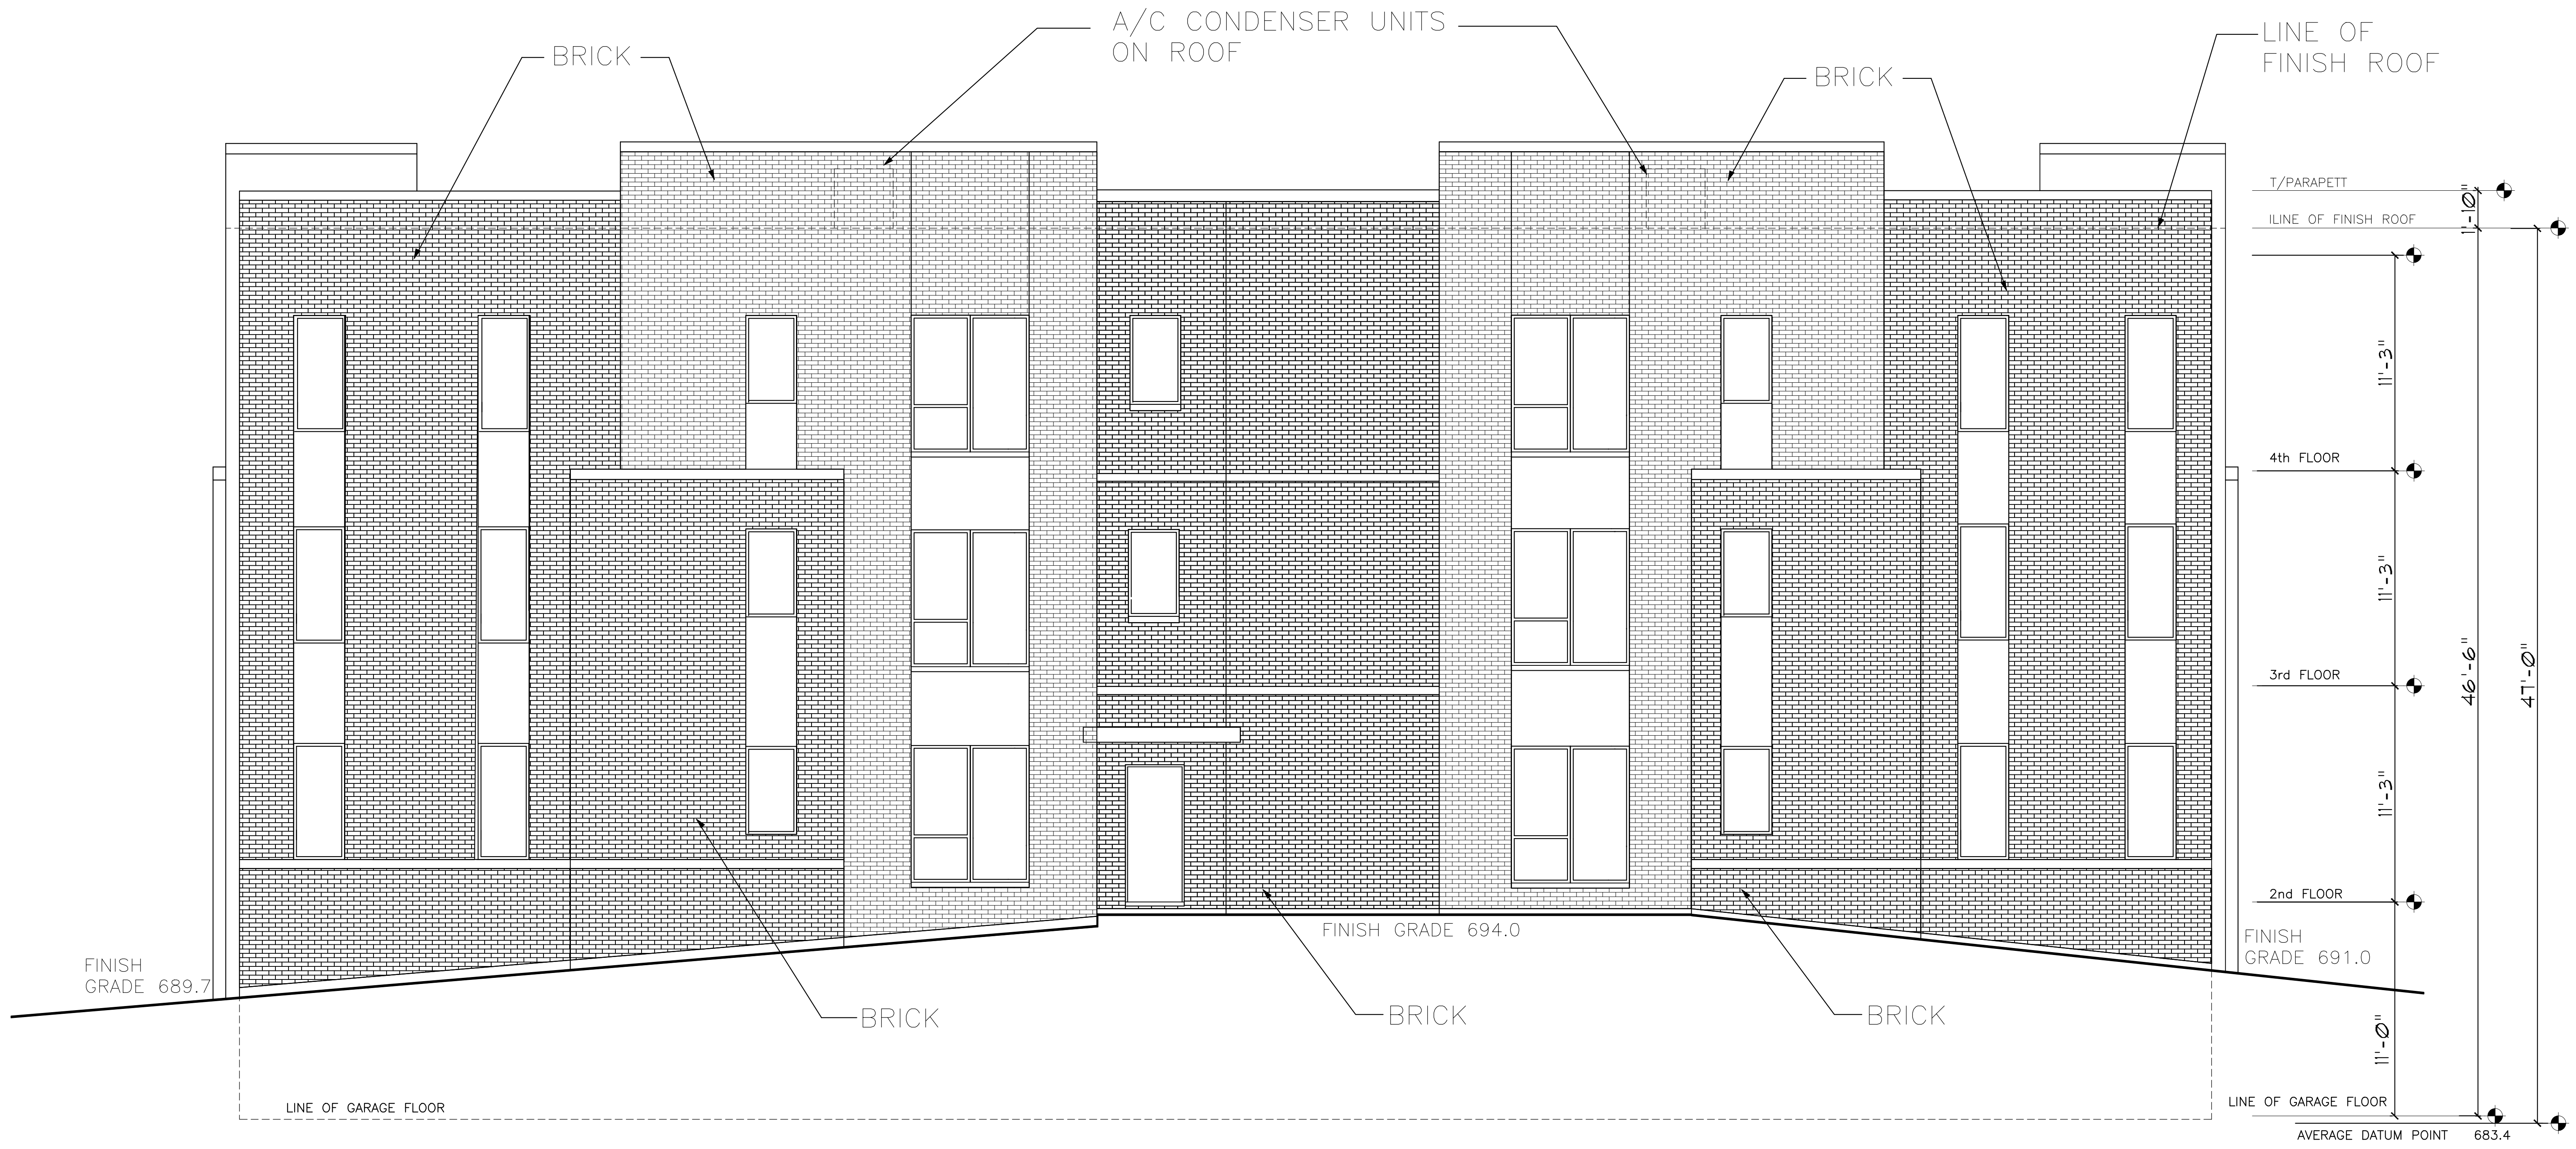 A/C CONDENSER UNITS
ON ROOF
BRICK
BRICK
LINE OF
FINISH ROOF
T/PARAPETT
1'-10"
ILINE OF FINISH ROOF
11'-3"
4th FLOOR
11'-3"
3rd FLOOR
46'-6"
47'-0"
11'-3"
2nd FLOOR
FINISH GRADE 694.0
FINISH
GRADE 691.0
FINISH
GRADE 689.7
BRICK
BRICK
BRICK
11'-0"
LINE OF GARAGE FLOOR
LINE OF GARAGE FLOOR
AVERAGE DATUM POINT 683.4